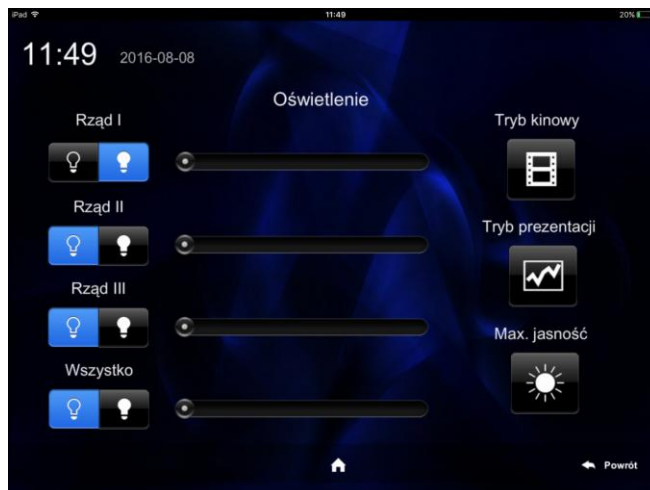 iPad 11:49 20%
11:49 2016-08-08
Oświetlenie
Rząd I
Rząd II
Rząd III
Wszystko
Tryb kinowy
Tryb prezentacji
Max. jasność
Powrót